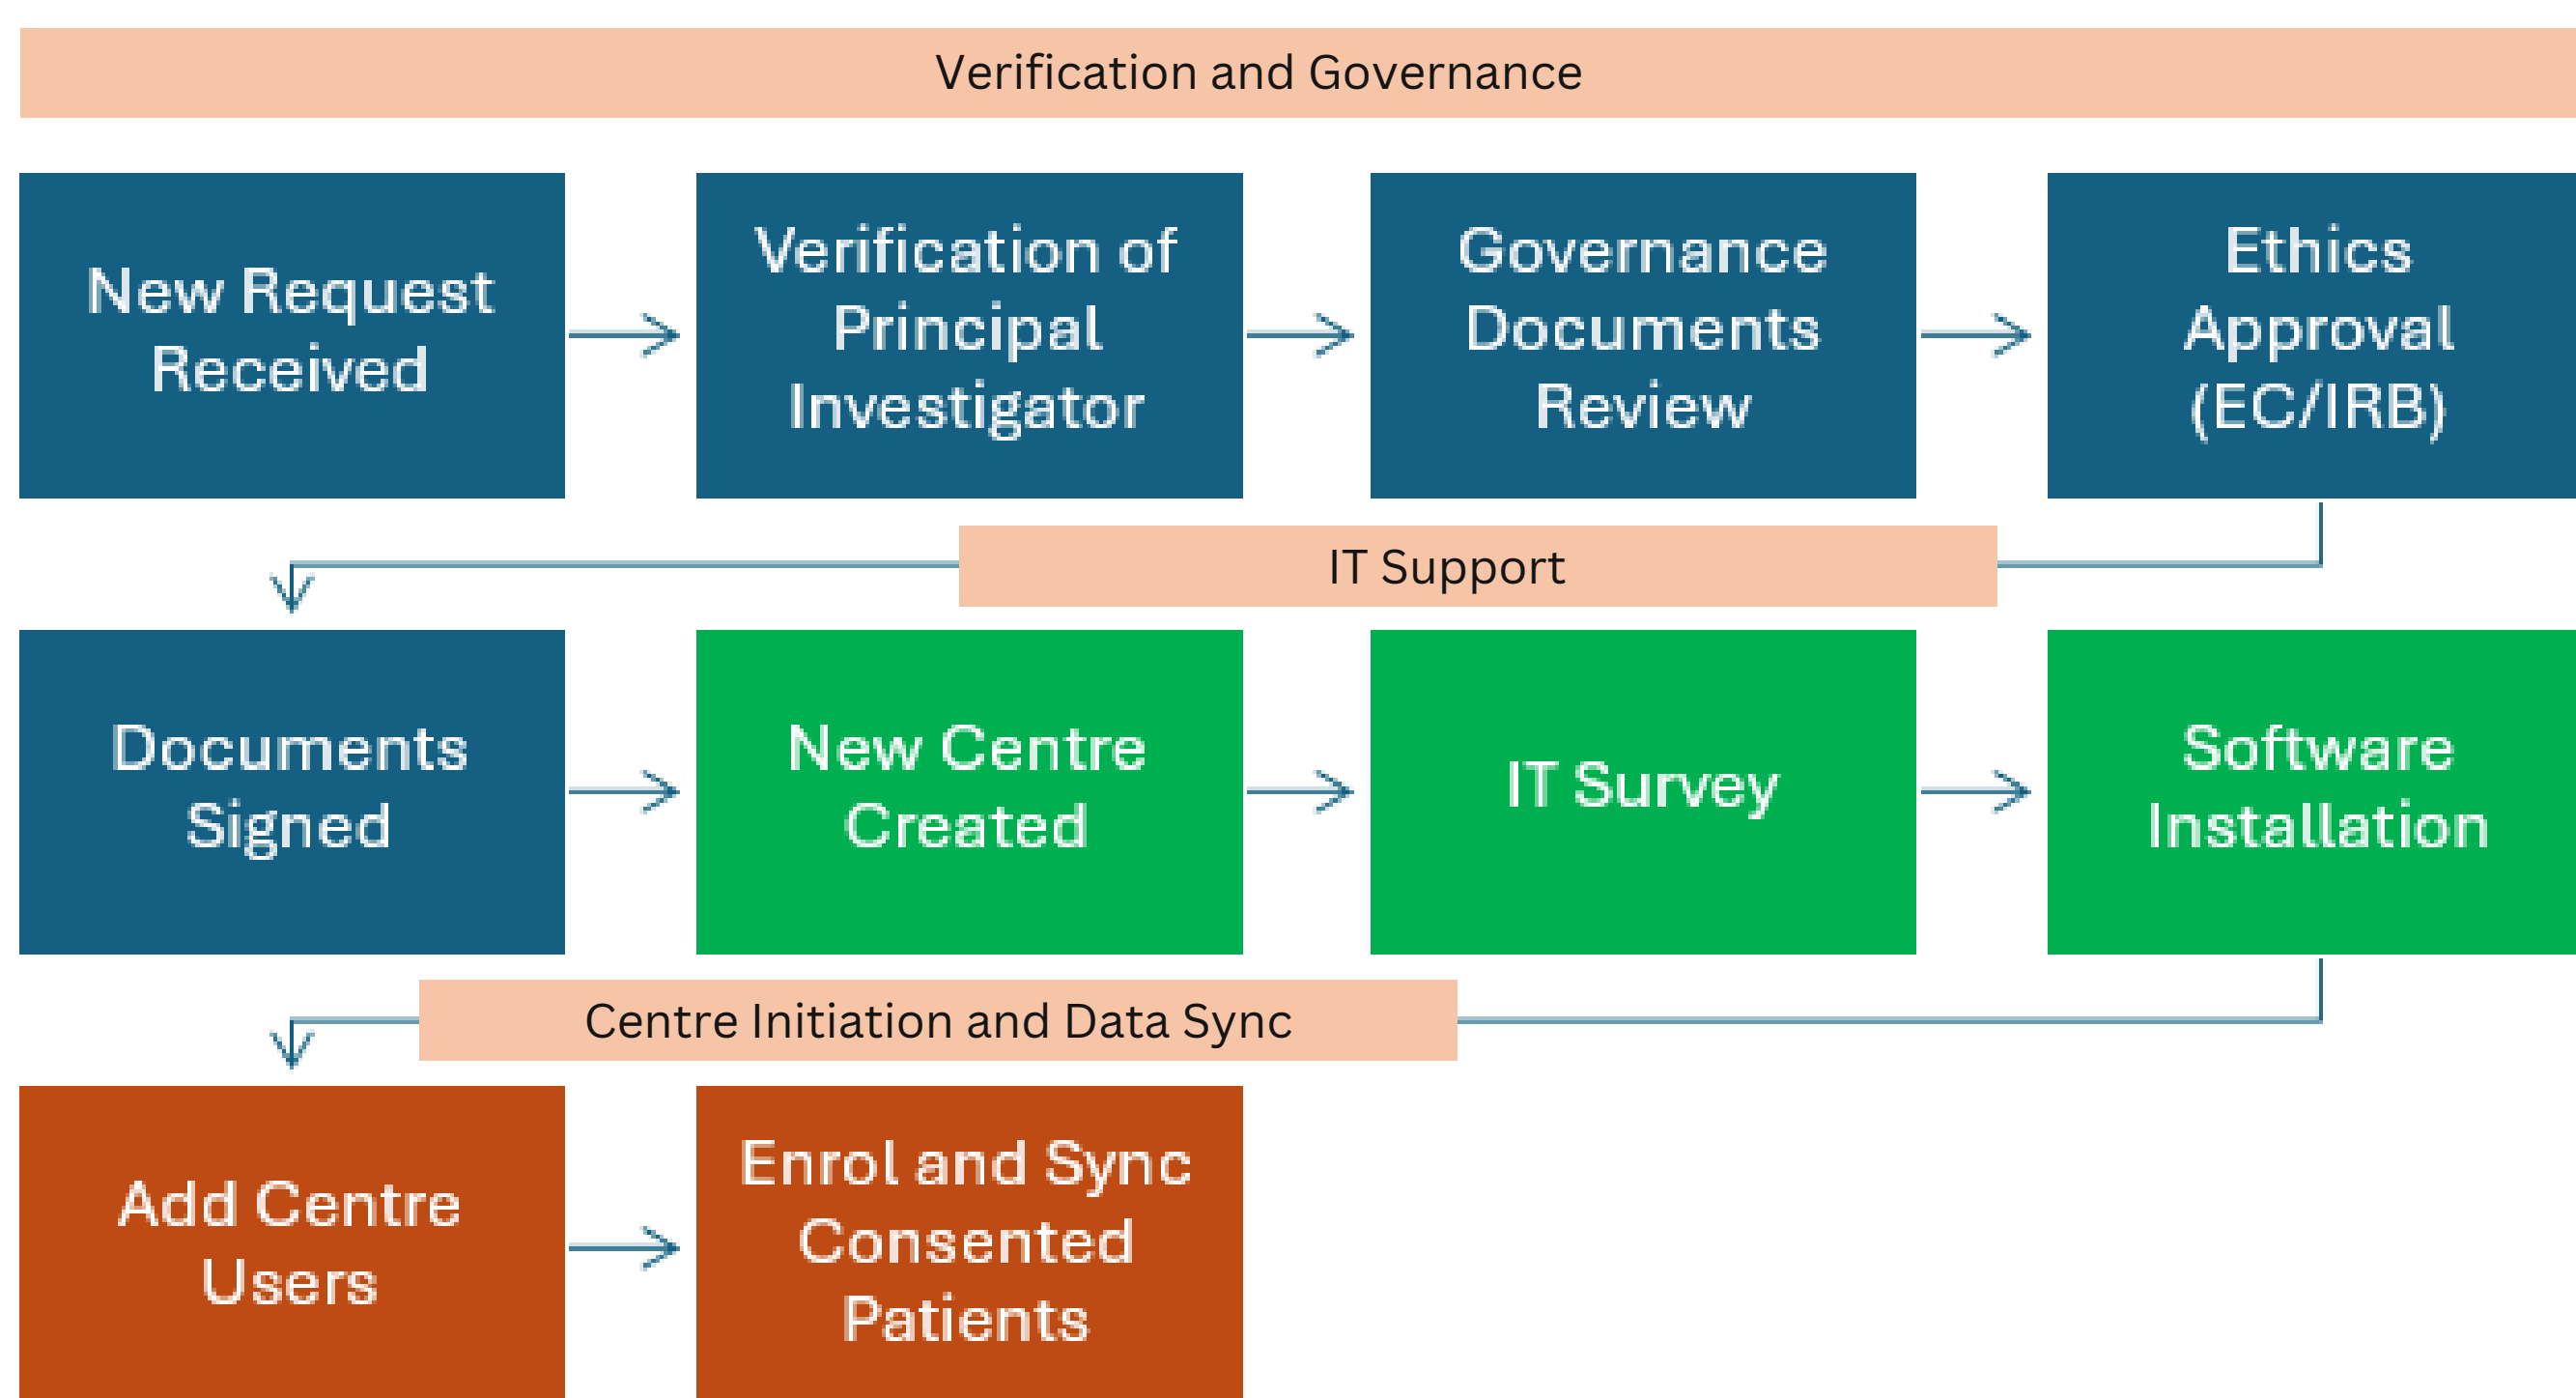 Verification and Governance
New Request
Received
Verification of
Principal
Investigator
Governance
Documents
Review
Ethics
Approval
(EC/IRB)
IT Support
Documents
Signed
New Centre
Created
IT Survey
Software
Installation
Centre Initiation and Data Sync
Add Centre
Users
Enrol and Sync
Consented
Patients